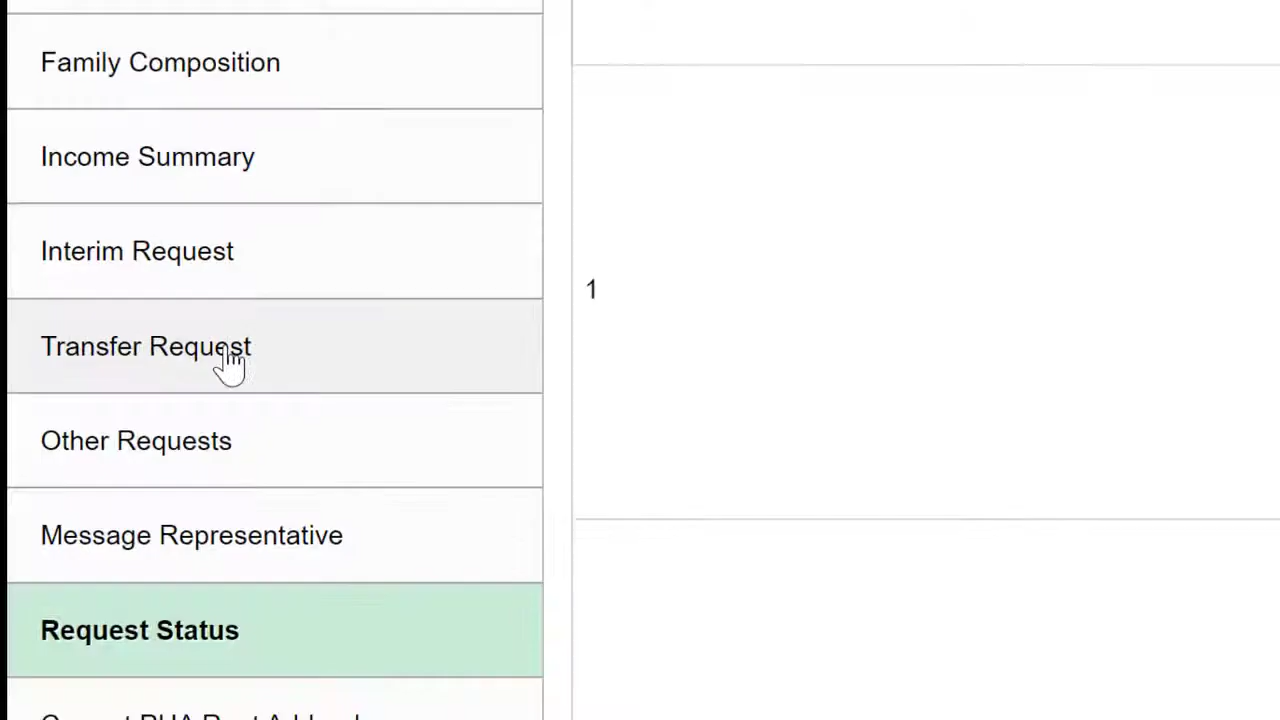 Family Composition
Income Summary
Interim Request
1
Transfer Request
Other Requests
Message Representative
Request Status